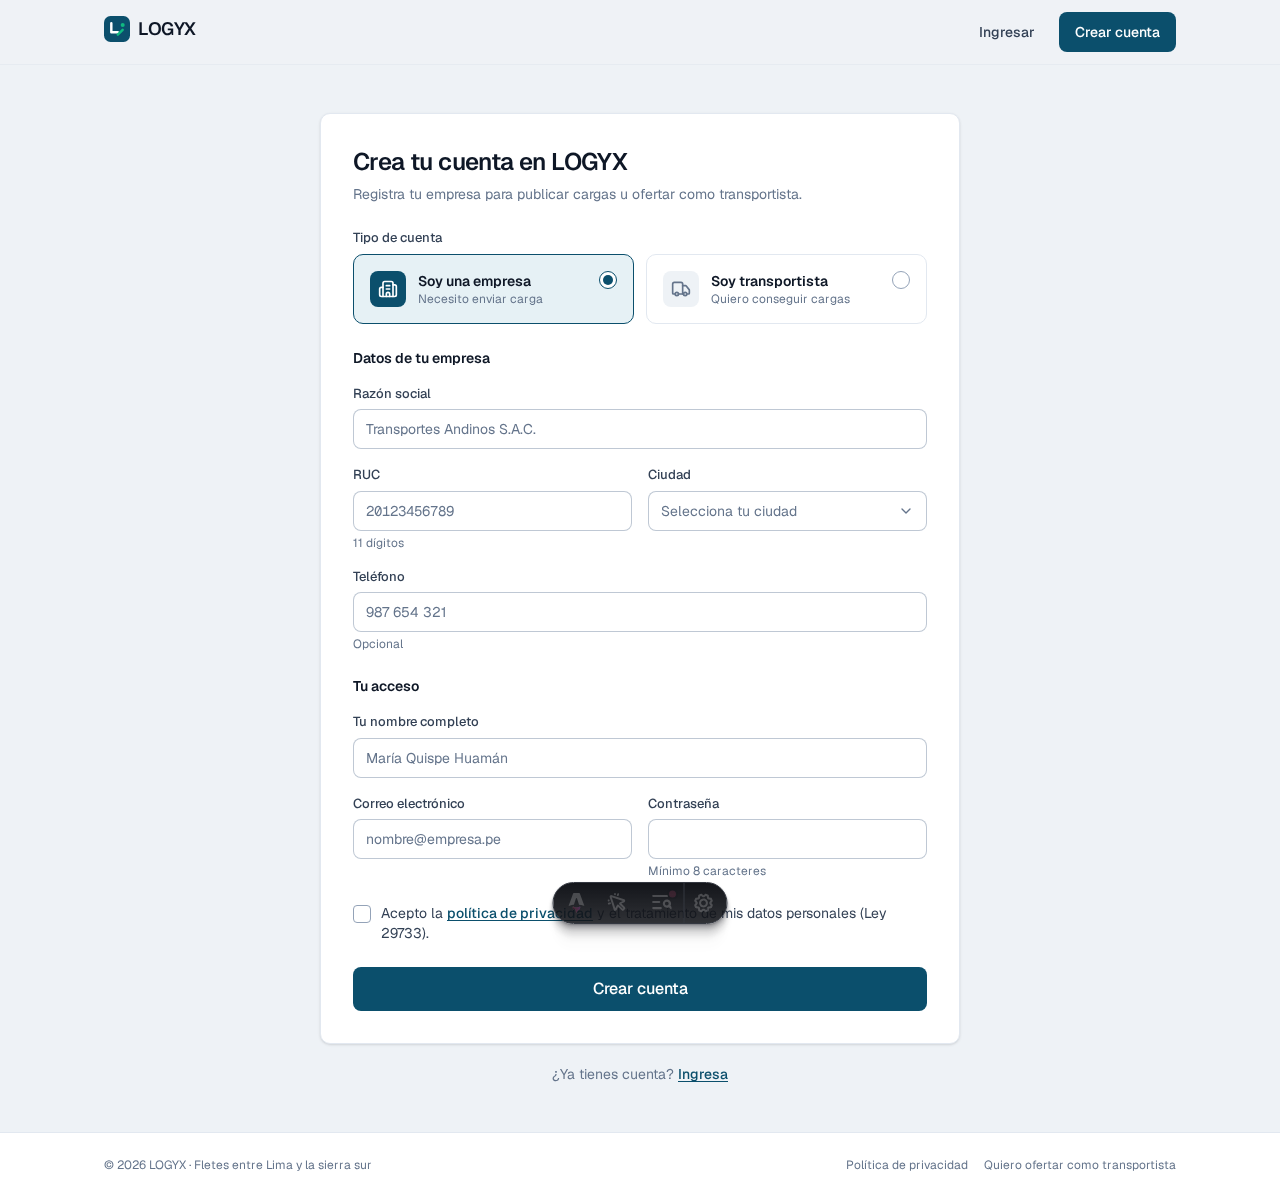 LOGYX
Ingresar
Crear cuenta
Crea tu cuenta en LOGYX
Registra tu empresa para publicar cargas u ofertar como transportista.
Tipo de cuenta
Soy una empresa
Necesito enviar carga
Soy transportista
Quiero conseguir cargas
Datos de tu empresa
Razón social
Transportes Andinos S.A.C.
RUC
Ciudad
20123456789
Selecciona tu ciudad
11 dígitos
Teléfono
987 654 321
Opcional
Tu acceso
Tu nombre completo
María Quispe Huamán
Correo electrónico
Contraseña
nombre@empresa.pe
Mínimo 8 caracteres
Acepto la política de privacidad y el tratamiento de mis datos personales (Ley
29733).
Crear cuenta
¿Ya tienes cuenta? Ingresa
© 2026 LOGYX · Fletes entre Lima y la sierra sur
Política de privacidad
Quiero ofertar como transportista